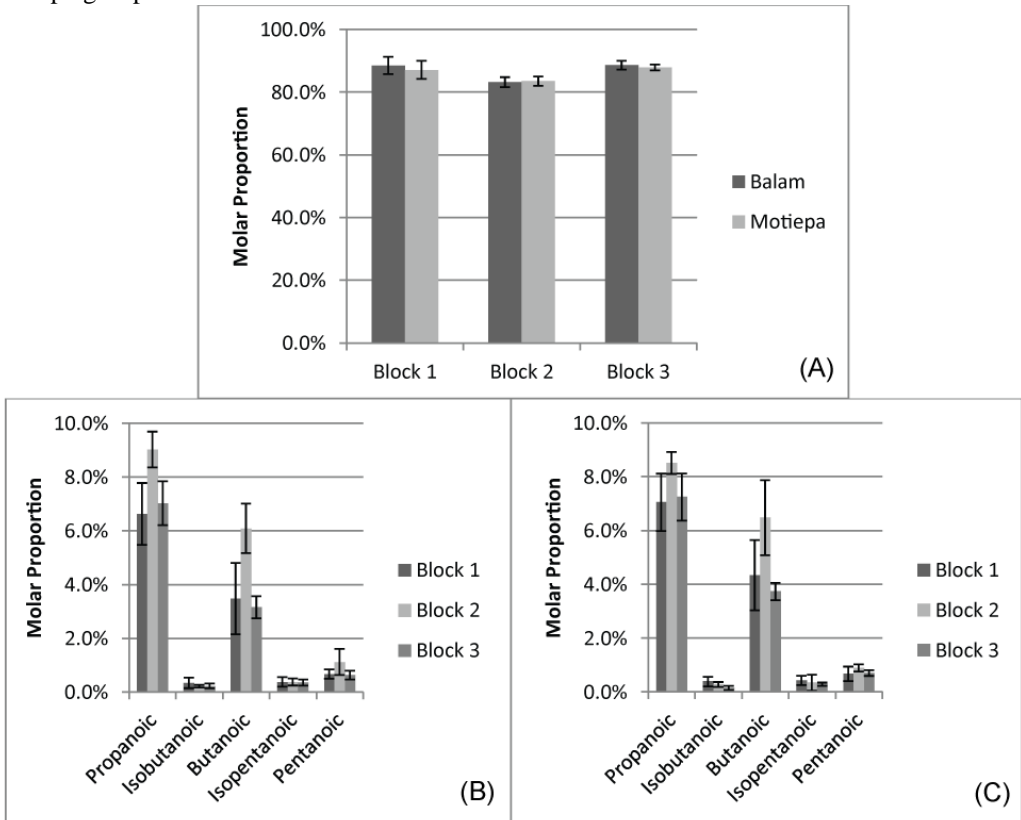 100.0%
80.0%
60.0%
40.0%
20.0%
0.0%
Molar Proportion
Block 1 Block 2 Block 3
Balam
Motiepa
(A)
10.0%
8.0%
6.0%
4.0%
2.0%
0.0%
Molar Proportion
Propanoic
Isobutanoic
Butanoic
Isopentanoic
Pentanoic
Block 1
Block 2
Block 3
(B)
10.0%
8.0%
6.0%
4.0%
2.0%
0.0%
Molar Proportion
Propanoic
Isobutanoic
Butanoic
Isopentanoic
Pentanoic
Block 1
Block 2
Block 3
(C)